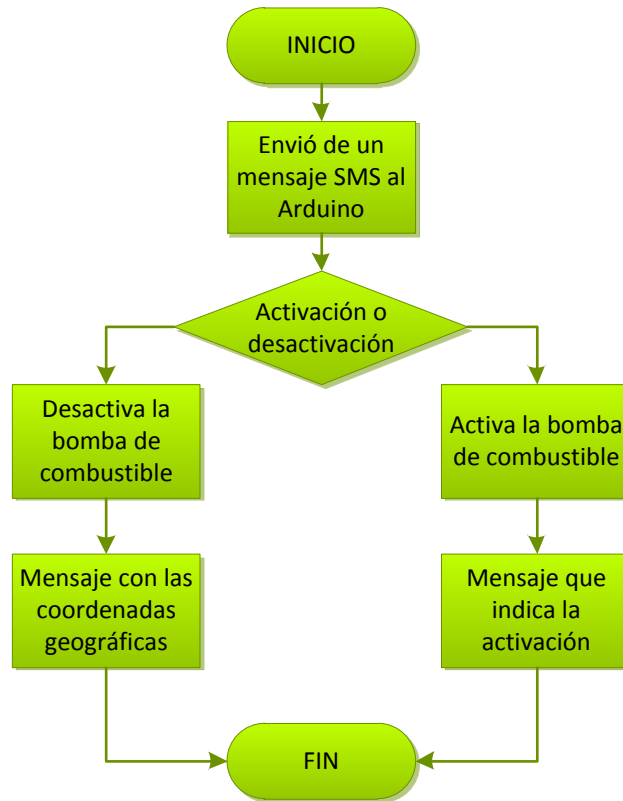 INICIO
Envió de un
mensaje SMS al
Arduino
Activación o
desactivación
Desactiva la
bomba de
combustible
Activa la bomba
de combustible
Mensaje con las
coordenadas
geográficas
Mensaje que
indica la
activación
FIN